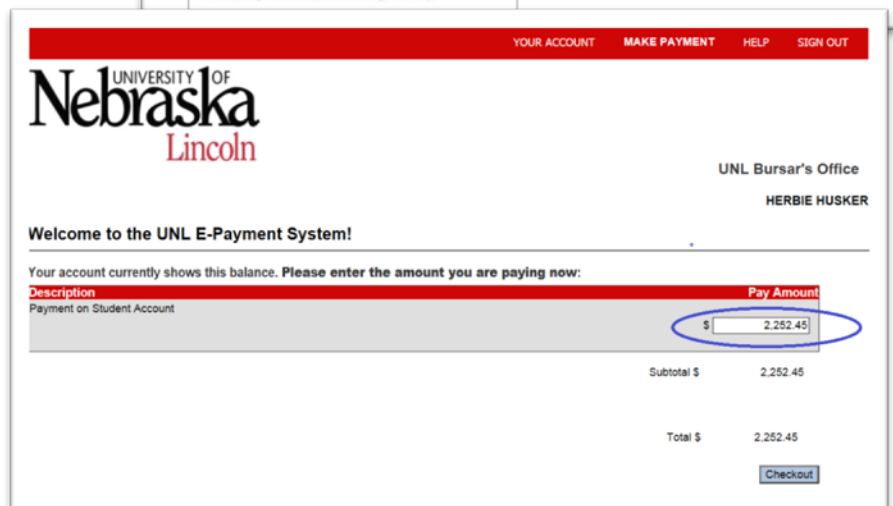 YOUR ACCOUNT MAKE PAYMENT HELP SIGN OUT
UNIVERSITY OF
Nebraska
Lincoln
UNL Bursar's Office
HERBIE HUSKER
Welcome to the UNL E-Payment System!
Your account currently shows this balance. Please enter the amount you are paying now:
Description Pay Amount
Payment on Student Account
$ 2,252.45
Subtotal $ 2,252.45
Total $ 2,252.45
Checkout